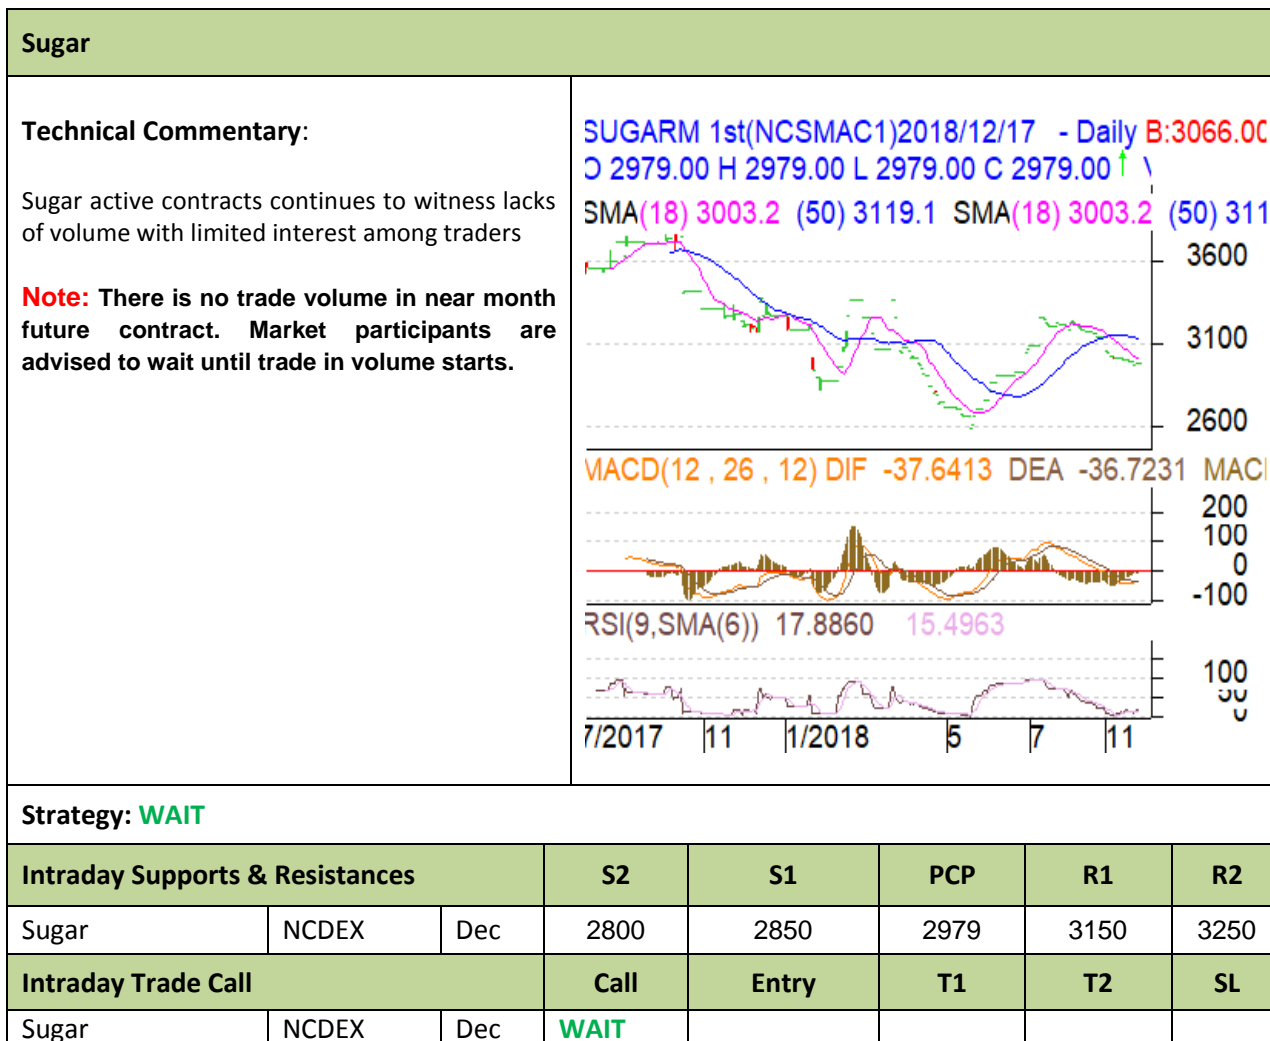 Sugar
Technical Commentary:
Sugar active contracts continues to witness lacks
of volume with limited interest among traders
Note: There is no trade volume in near month
future contract. Market participants are
advised to wait until trade in volume starts.
SUGARM 1st(NCSMAC1)2018/12/17 - Daily B:3066.00
O 2979.00 H 2979.00 L 2979.00 C 2979.00
SMA(18) 3003.2 (50) 3119.1 SMA(18) 3003.2 (50) 311
3600
3100
2600
MACD(12 , 26 , 12) DIF -37.6413 DEA -36.7231 MAC
200
100
0
-100
RSI(9,SMA(6)) 17.8860 15.4963
100
50
0
7/2017 11 1/2018 5 7 11
Strategy: WAIT
Intraday Supports & Resistances S2 S1 PCP R1 R2
Sugar NCDEX Dec 2800 2850 2979 3150 3250
Intraday Trade Call Call Entry T1 T2 SL
Sugar NCDEX Dec WAIT